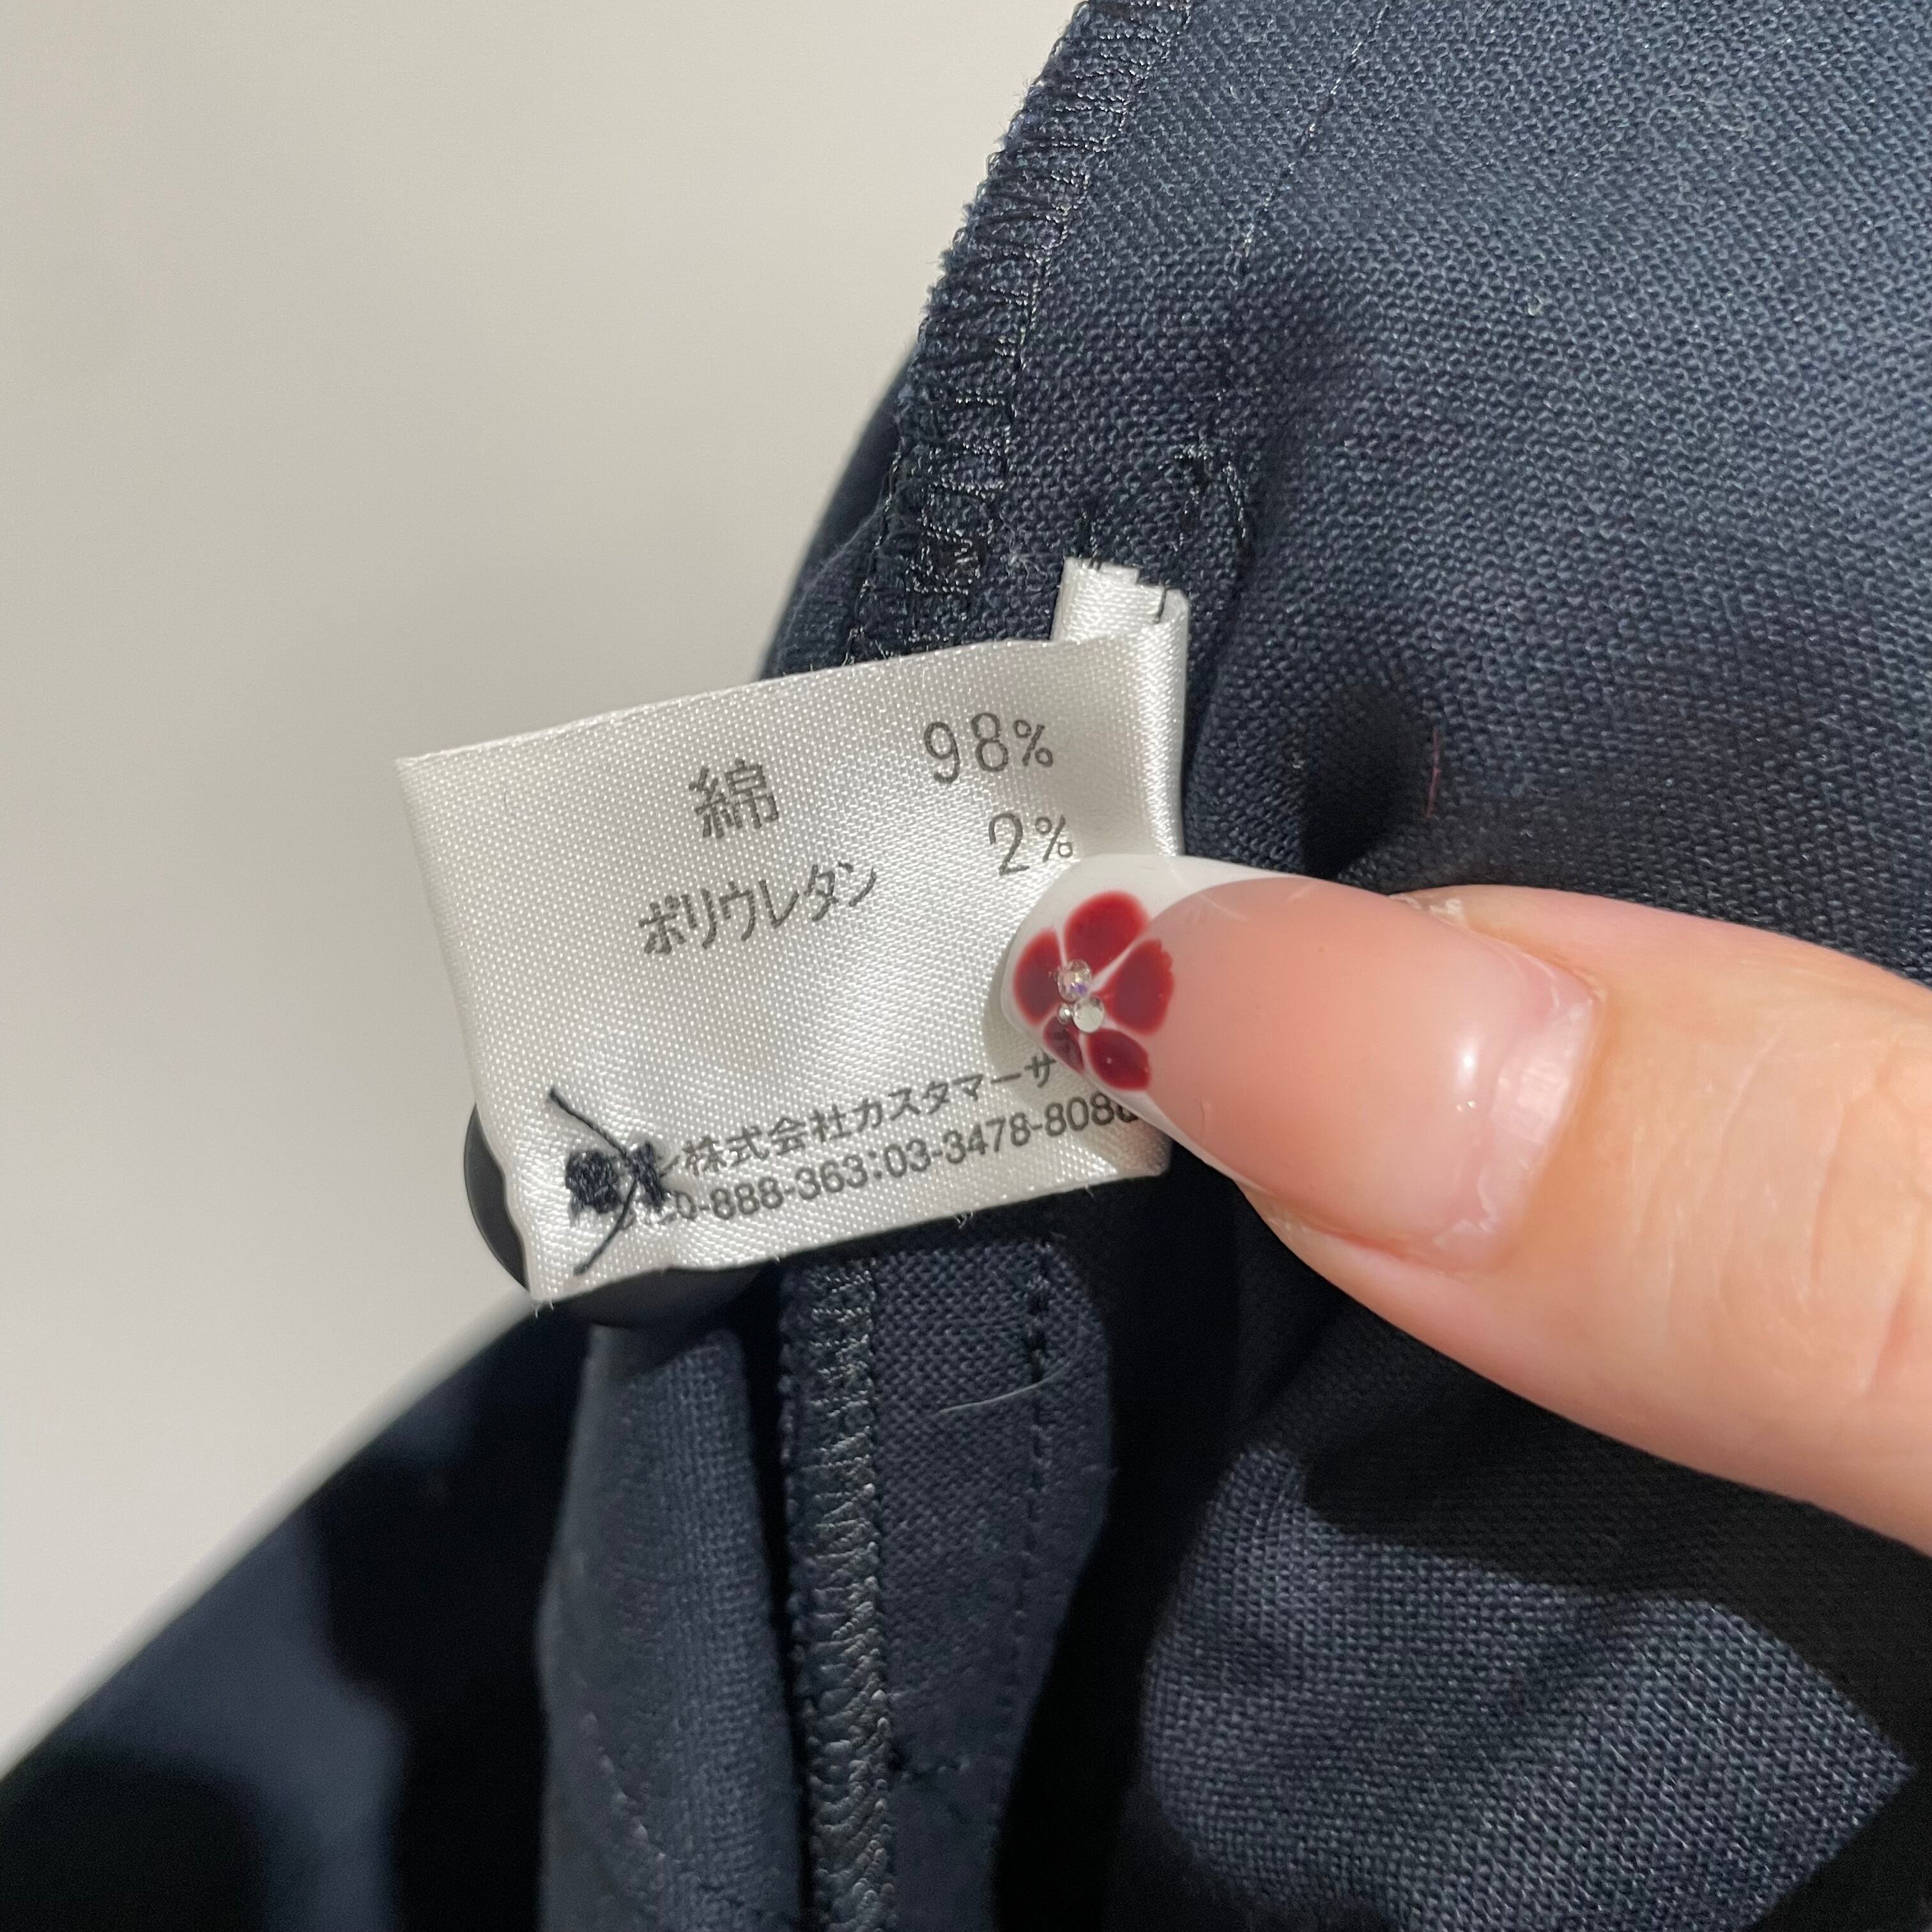 綿 98%
ポリウレタン 2%
株式会社カスタマーサ
0-888-363:03-3478-808